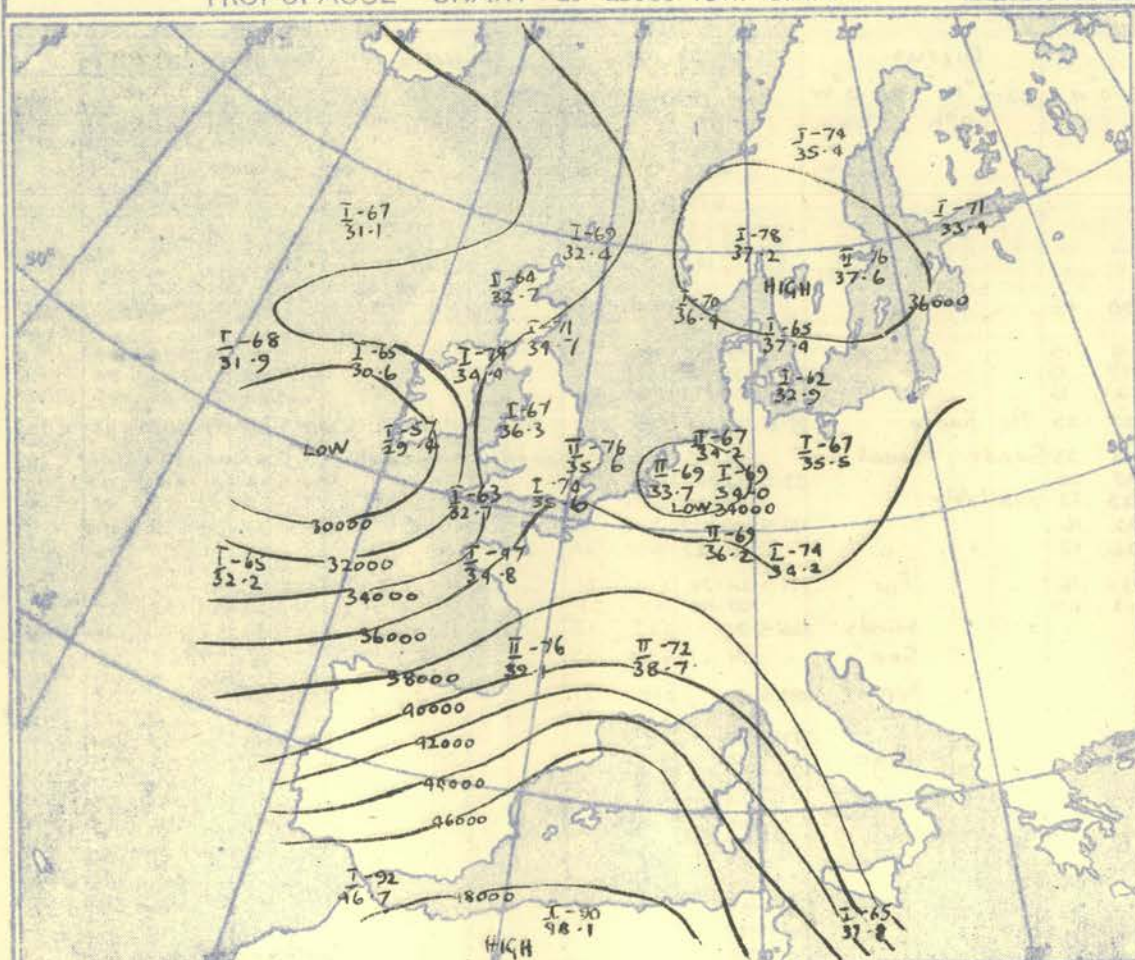 TROPOPAUSE CHART
I -74
35.4
I -67
31.1
I -71
33.4
I -69
32.4
I -78
37.2
II -76
37.6
HIGH
II -64
32.7
I -70
36.4
36000
I -71
34.7
I -65
37.4
I -68
31.9
I -65
30.6
I -74
34.4
I -62
32.9
I -67
36.3
I -57
29.4
LOW
II -76
35.6
II -67
34.2
I -67
35.5
II -69
33.7
I -69
34.0
I -63
32.7
I -74
35.6
LOW
34000
30000
II -69
36.2
I -47
34.8
I -74
34.2
I -65
32.2
32000
34000
36000
II -76
39.
II -72
38.7
38000
40000
42000
44000
46000
I -92
46.7
48000
I -90
48.1
I -65
37.8
HIGH